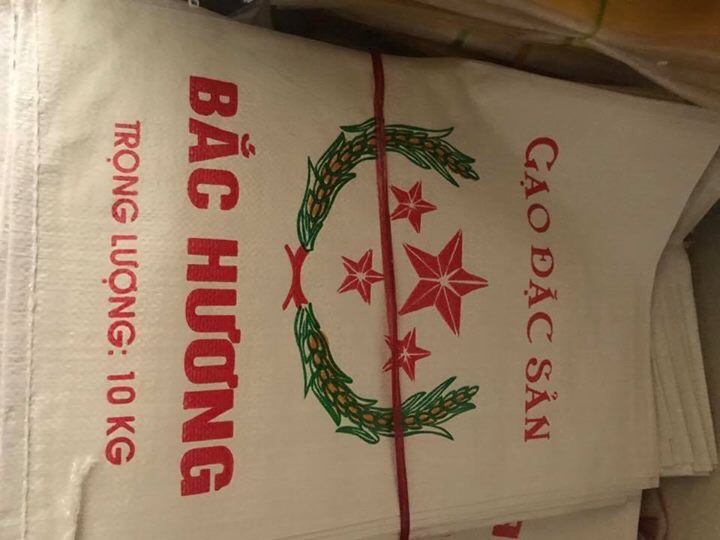 GẠO ĐẶC SẢN
BẮC HƯƠNG
TRỌNG LƯỢNG: 10 KG